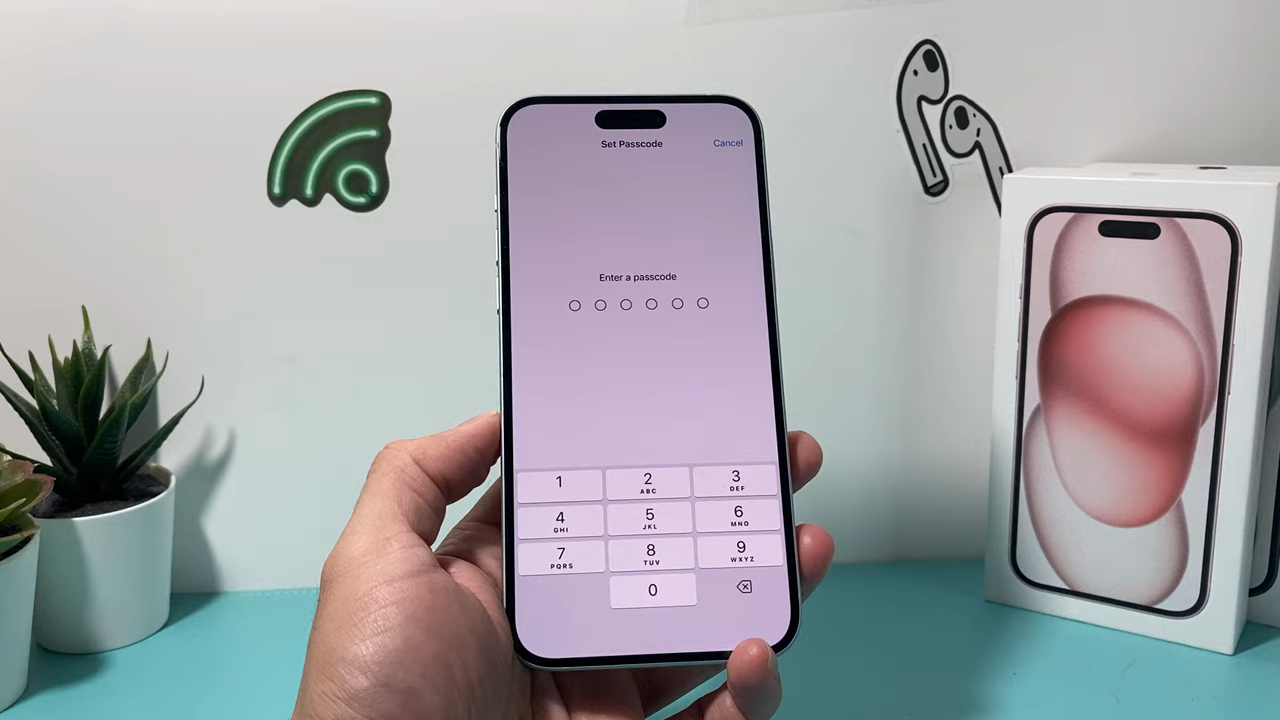 Set Passcode Cancel
Enter a passcode
1 2 3
ABC DEF
4 5 6
GHI JKL MNO
7 8 9
PQRS TUV WXYZ
0